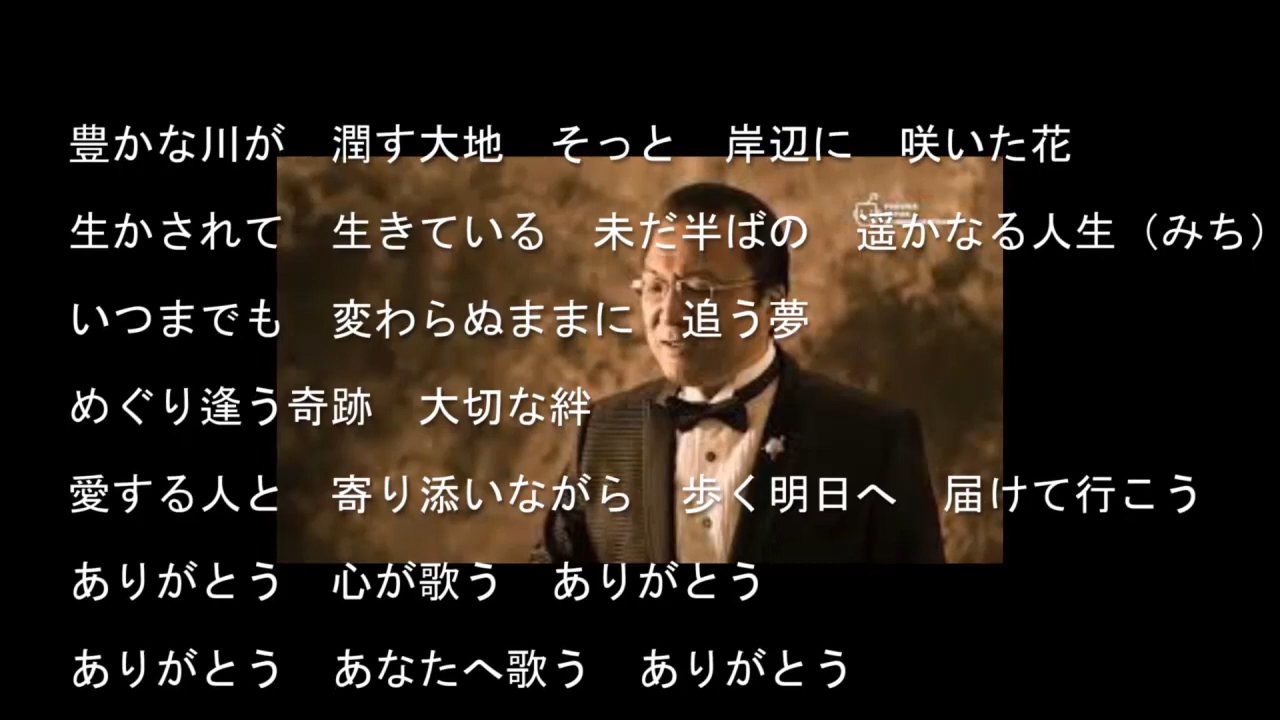 豊かな川が　潤す大地　そっと　岸辺に　咲いた花
生かされて　生きている　未だ半ばの　遥かなる人生（みち）
いつまでも　変わらぬままに　追う夢
めぐり逢う奇跡　大切な絆
愛する人と　寄り添いながら　歩く明日へ　届けて行こう
ありがとう　心が歌う　ありがとう
ありがとう　あなたへ歌う　ありがとう